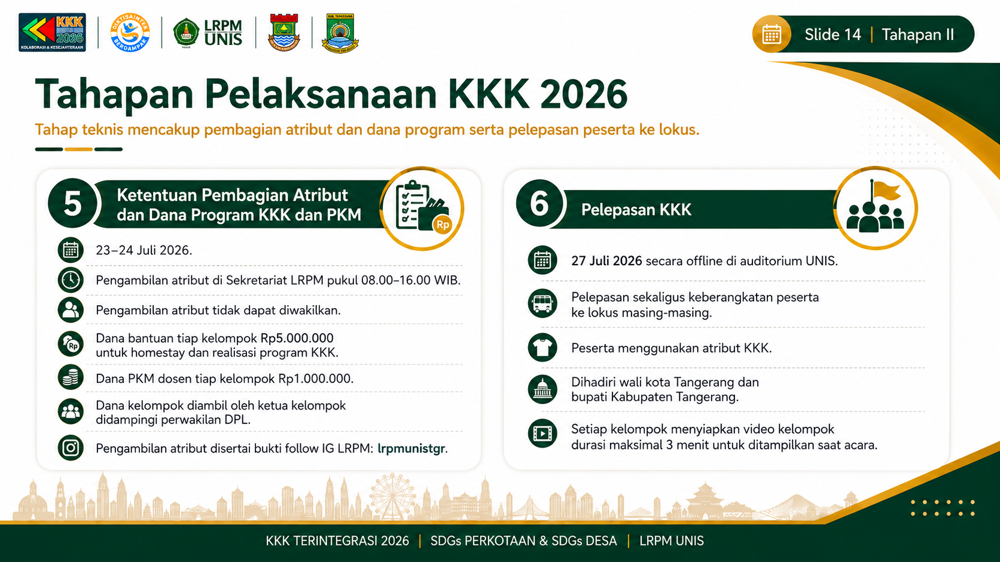 KKK
2026
KOLABORASI & KESEJAHTERAAN
DIKTISAINTEK
BERDAMPAK
LRPM
UNIS
KAB. TANGERANG
Slide 14 | Tahapan II
Tahapan Pelaksanaan KKK 2026
Tahap teknis mencakup pembagian atribut dan dana program serta pelepasan peserta ke lokus.
5
Ketentuan Pembagian Atribut
dan Dana Program KKK dan PKM
Rp
23–24 Juli 2026.
Pengambilan atribut di Sekretariat LRPM pukul 08.00–16.00 WIB.
Pengambilan atribut tidak dapat diwakilkan.
Rp
Dana bantuan tiap kelompok Rp5.000.000
untuk homestay dan realisasi program KKK.
Dana PKM dosen tiap kelompok Rp1.000.000.
Dana kelompok diambil oleh ketua kelompok
didampingi perwakilan DPL.
Pengambilan atribut disertai bukti follow IG LRPM: lrpmunistgr.
6
Pelepasan KKK
27 Juli 2026 secara offline di auditorium UNIS.
Pelepasan sekaligus keberangkatan peserta
ke lokus masing-masing.
Peserta menggunakan atribut KKK.
Dihadiri wali kota Tangerang dan
bupati Kabupaten Tangerang.
Setiap kelompok menyiapkan video kelompok
durasi maksimal 3 menit untuk ditampilkan saat acara.
KKK TERINTEGRASI 2026 | SDGs PERKOTAAN & SDGs DESA | LRPM UNIS